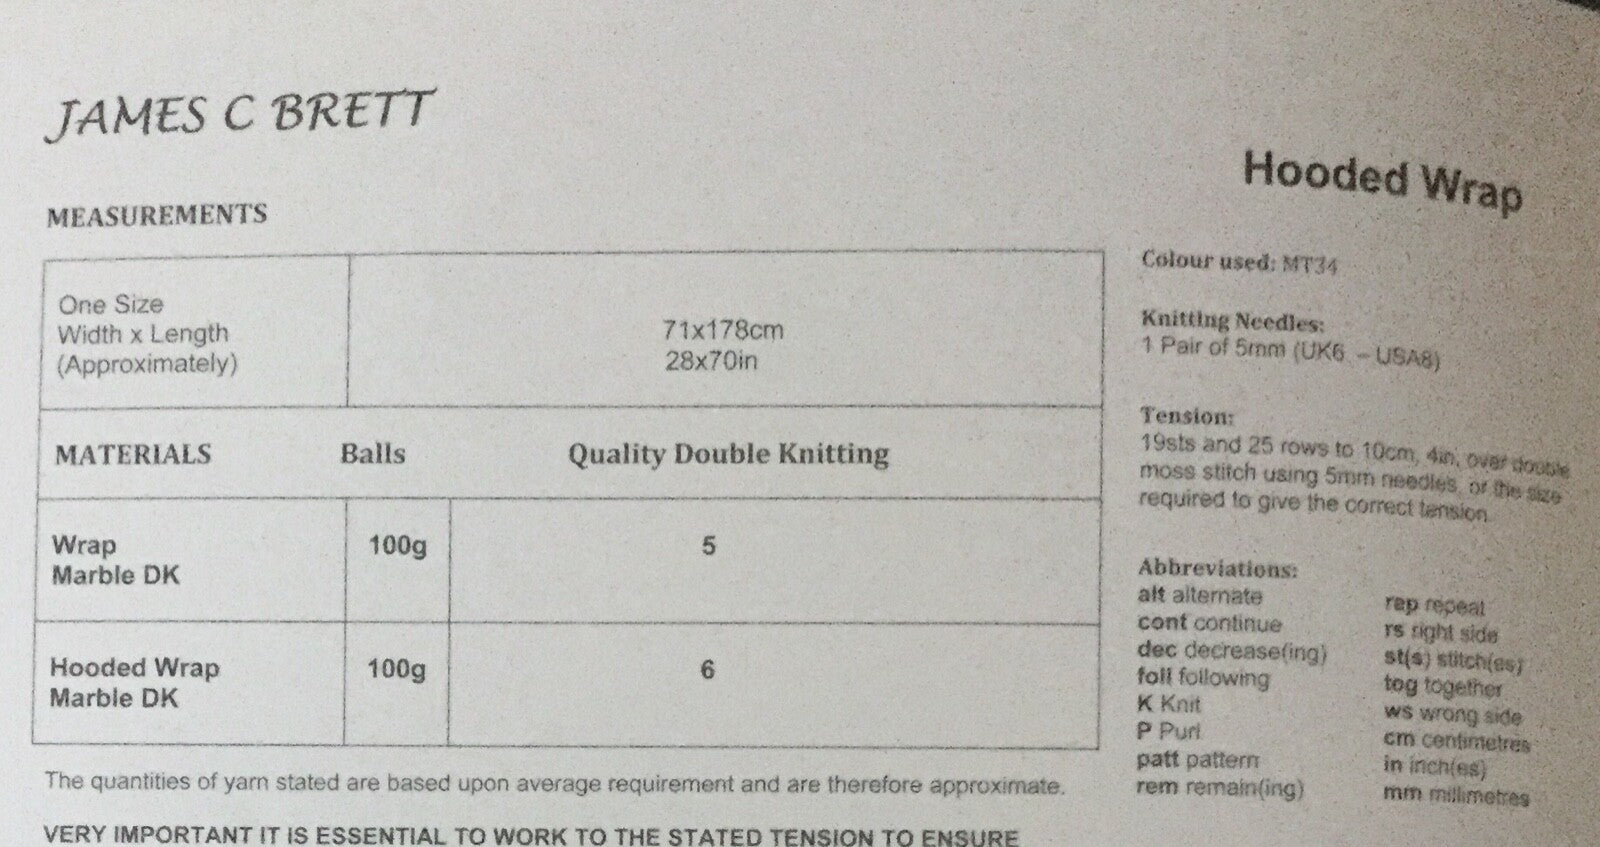 JAMES C BRETT
Hooded Wrap
MEASUREMENTS
One Size
Width x Length
(Approximately)
71x178cm
28x70in
MATERIALS Balls Quality Double Knitting
Wrap
Marble DK
100g 5
Hooded Wrap
Marble DK
100g 6
The quantities of yarn stated are based upon average requirement and are therefore approximate.
VERY IMPORTANT IT IS ESSENTIAL TO WORK TO THE STATED TENSION TO ENSURE
Colour used: MT34
Knitting Needles:
1 Pair of 5mm (UK6 – USA8)
Tension:
19sts and 25 rows to 10cm, 4in, over double
moss stitch using 5mm needles, or the size
required to give the correct tension.
Abbreviations:
alt alternate
cont continue
dec decrease(ing)
foll following
K Knit
P Purl
patt pattern
rem remain(ing)
rep repeat
rs right side
st(s) stitch(es)
tog together
ws wrong side
cm centimetres
in inch(es)
mm millimetres